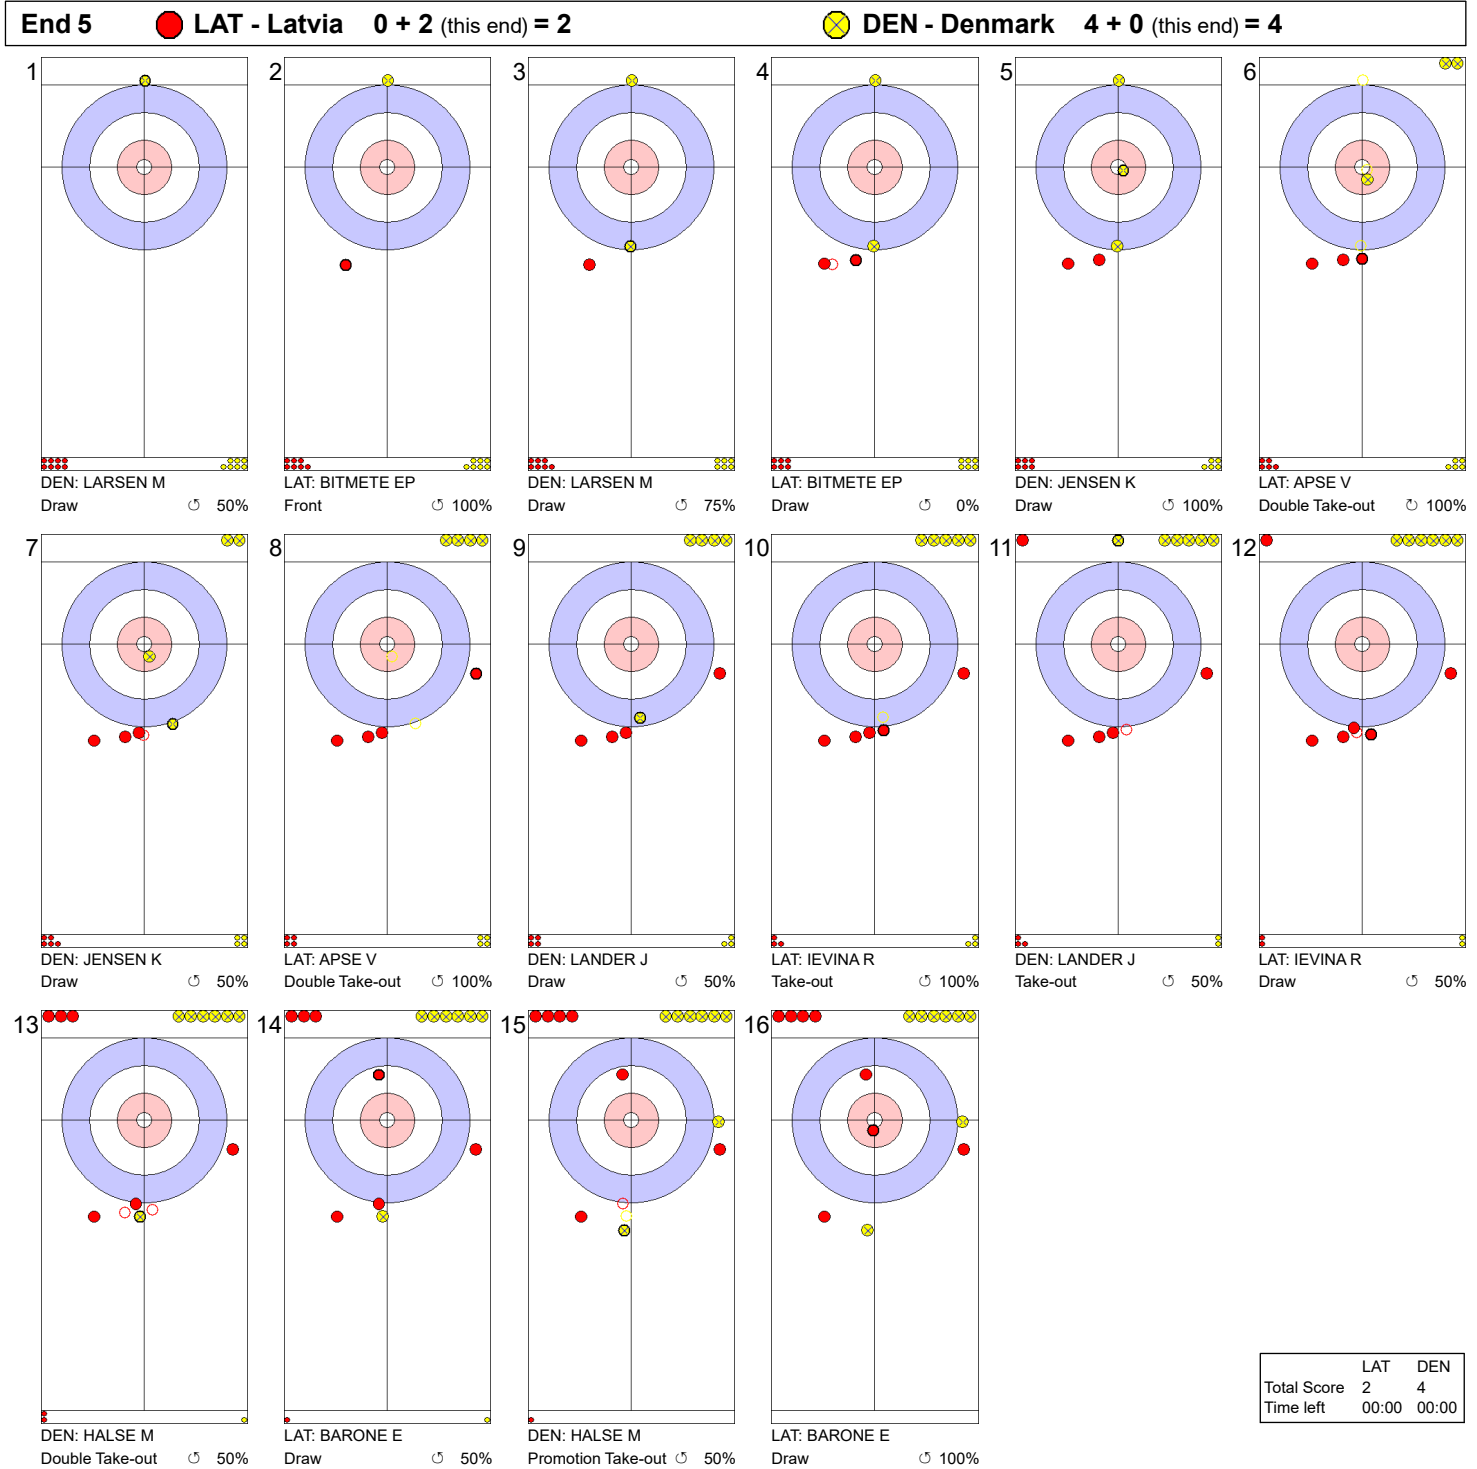 End 5 LAT - Latvia 0 + 2 (this end) = 2 DEN - Denmark 4 + 0 (this end) = 4
1 2 3 4 5 6
DEN: LARSEN M LAT: BITMETE EP DEN: LARSEN M LAT: BITMETE EP DEN: JENSEN K LAT: APSE V
Draw ↺ 50% Front ↺ 100% Draw ↺ 75% Draw ↺ 0% Draw ↺ 100% Double Take-out ↻ 100%
7 8 9 10 11 12
DEN: JENSEN K LAT: APSE V DEN: LANDER J LAT: IEVINA R DEN: LANDER J LAT: IEVINA R
Draw ↺ 50% Double Take-out ↺ 100% Draw ↺ 50% Take-out ↺ 100% Take-out ↺ 50% Draw ↺ 50%
13 14 15 16
DEN: HALSE M LAT: BARONE E DEN: HALSE M LAT: BARONE E
Double Take-out ↺ 50% Draw ↺ 50% Promotion Take-out ↺ 50% Draw ↺ 100%
LAT DEN
Total Score 2 4
Time left 00:00 00:00